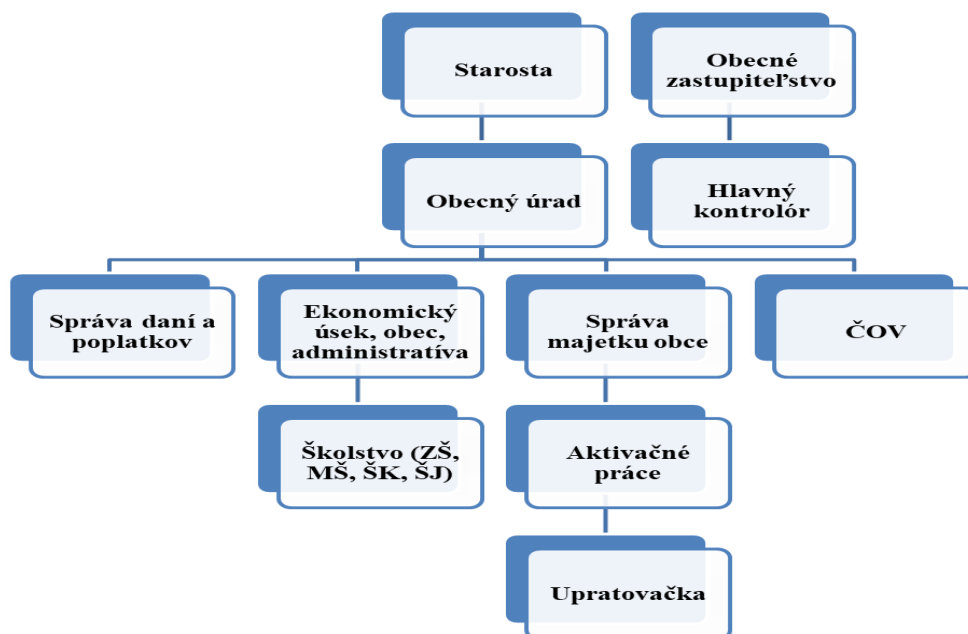 Starosta
Obecné
zastupiteľstvo
Obecný úrad
Hlavný
kontrolór
Správa daní a
poplatkov
Ekonomický
úsek, obec,
administratíva
Správa
majetku obce
ČOV
Školstvo (ZŠ,
MŠ, ŠK, ŠJ)
Aktivačné
práce
Upratovačka